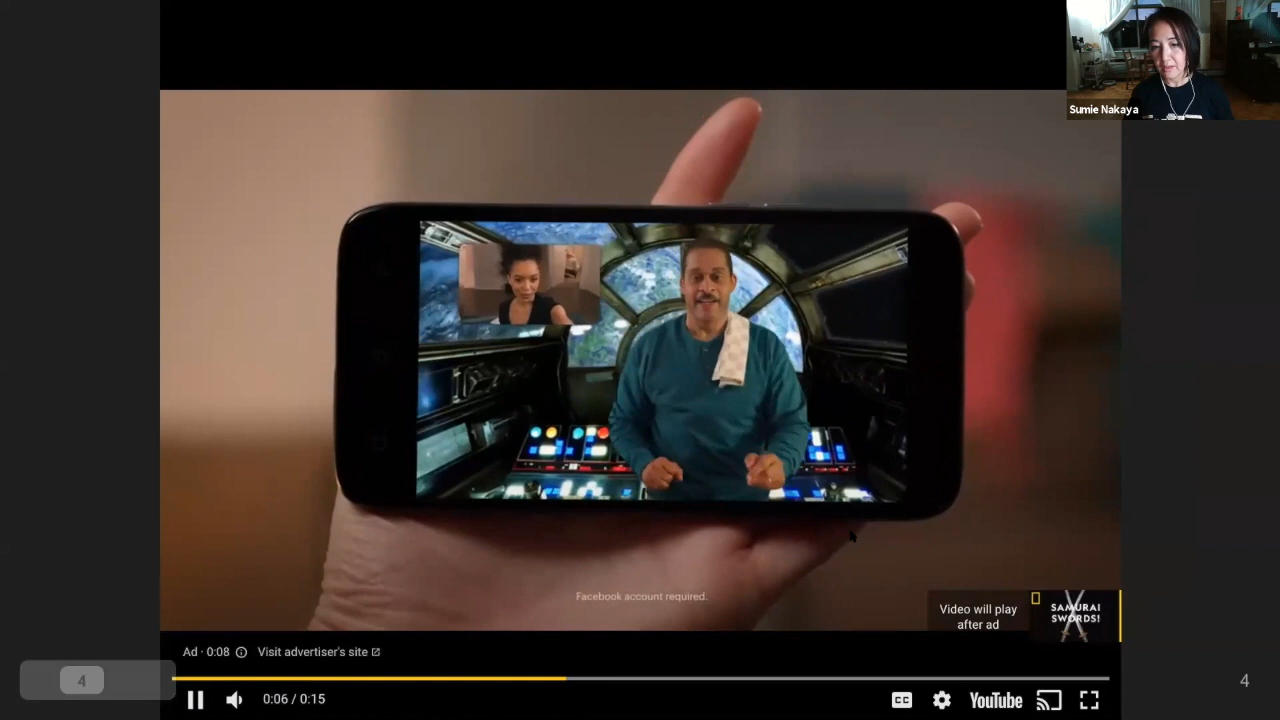 Sumie Nakaya
Facebook account required.
Video will play
after ad
SAMURAI
SWORDS!
Ad · 0:08
Visit advertiser's site
4
4
0:06 / 0:15
CC
YouTube